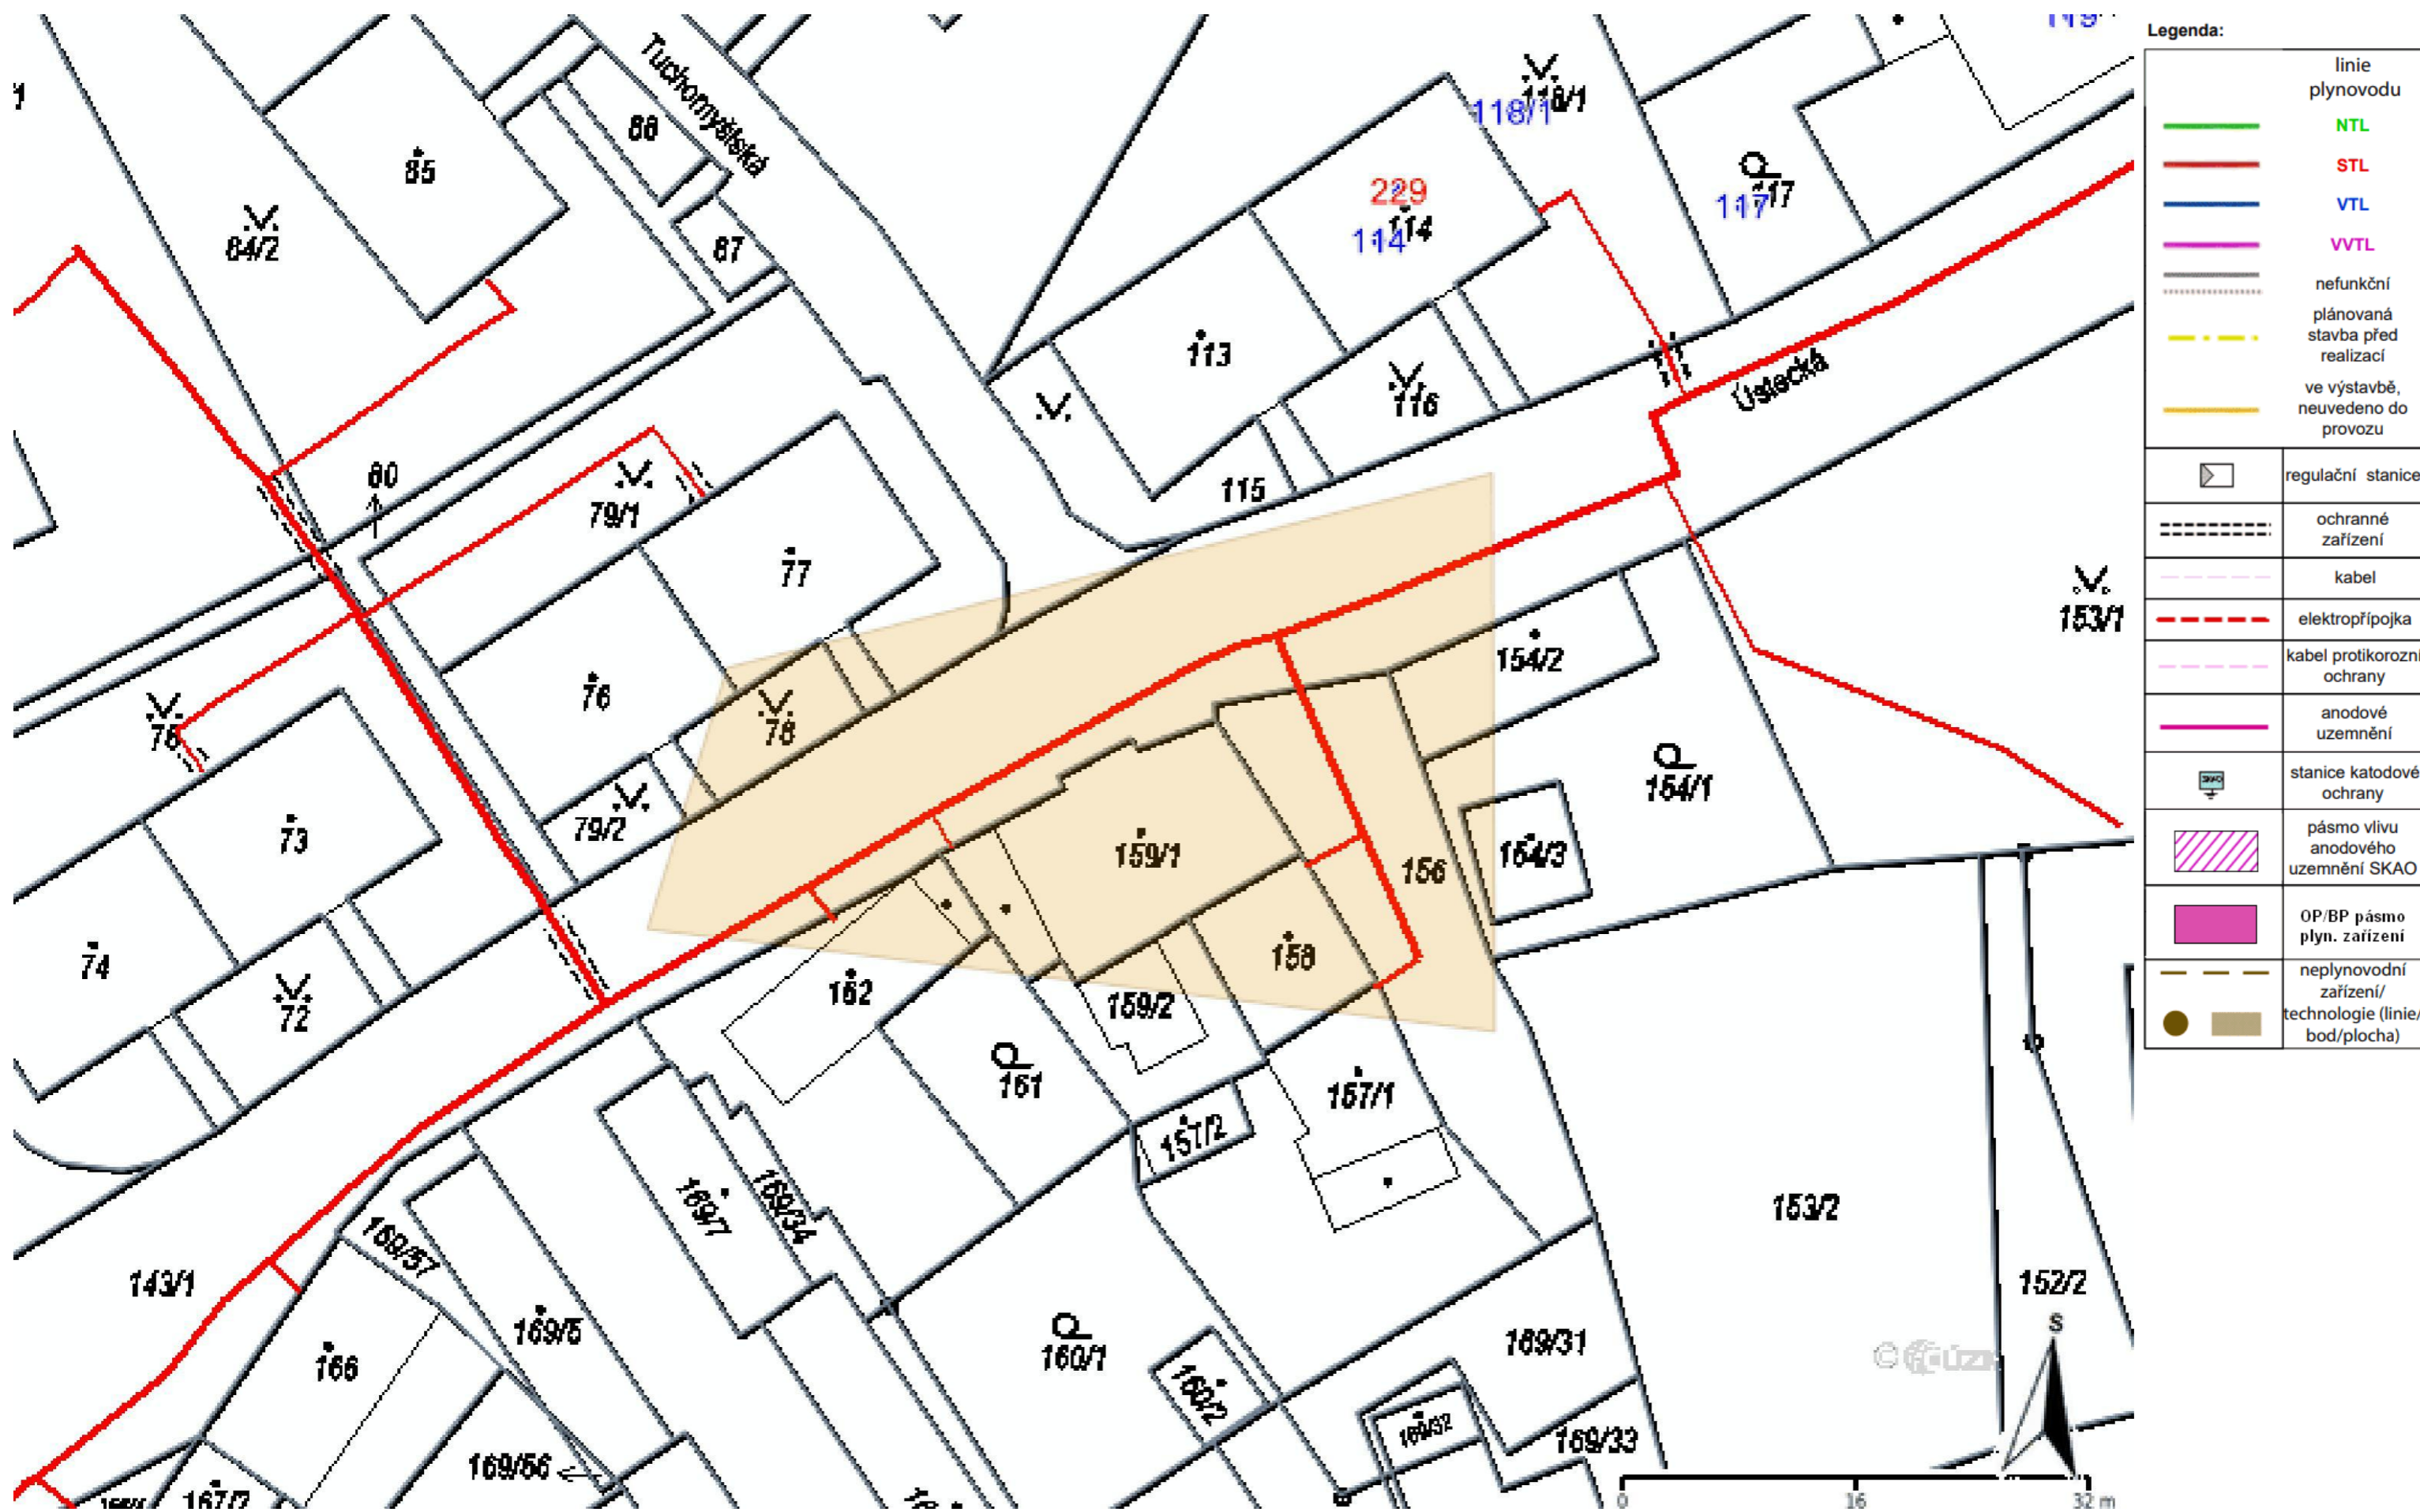 Tuchomyšlská
85
88
84/2
87
80
79/1
77
76
78
79/2
75
73
74
72
118/1
118/1
229
114
114
117
117
113
116
115
Ústecká
153/1
154/2
154/1
154/3
159/1
156
158
159/2
162
161
157/1
157/2
169/7
169/34
153/2
143/1
169/57
166
169/5
160/1
160/2
169/31
169/32
169/33
152/2
169/56
167/2
S
0 16 32 m
Legenda:
linie
plynovodu
NTL
STL
VTL
VVTL
nefunkční
plánovaná
stavba před
realizací
ve výstavbě,
neuvedeno do
provozu
regulační stanice
ochranné
zařízení
kabel
elektropřípojka
kabel protikorozní
ochrany
anodové
uzemnění
stanice katodové
ochrany
pásmo vlivu
anodového
uzemnění SKAO
OP/BP pásmo
plyn. zařízení
neplynovodní
zařízení/
technologie (linie/
bod/plocha)